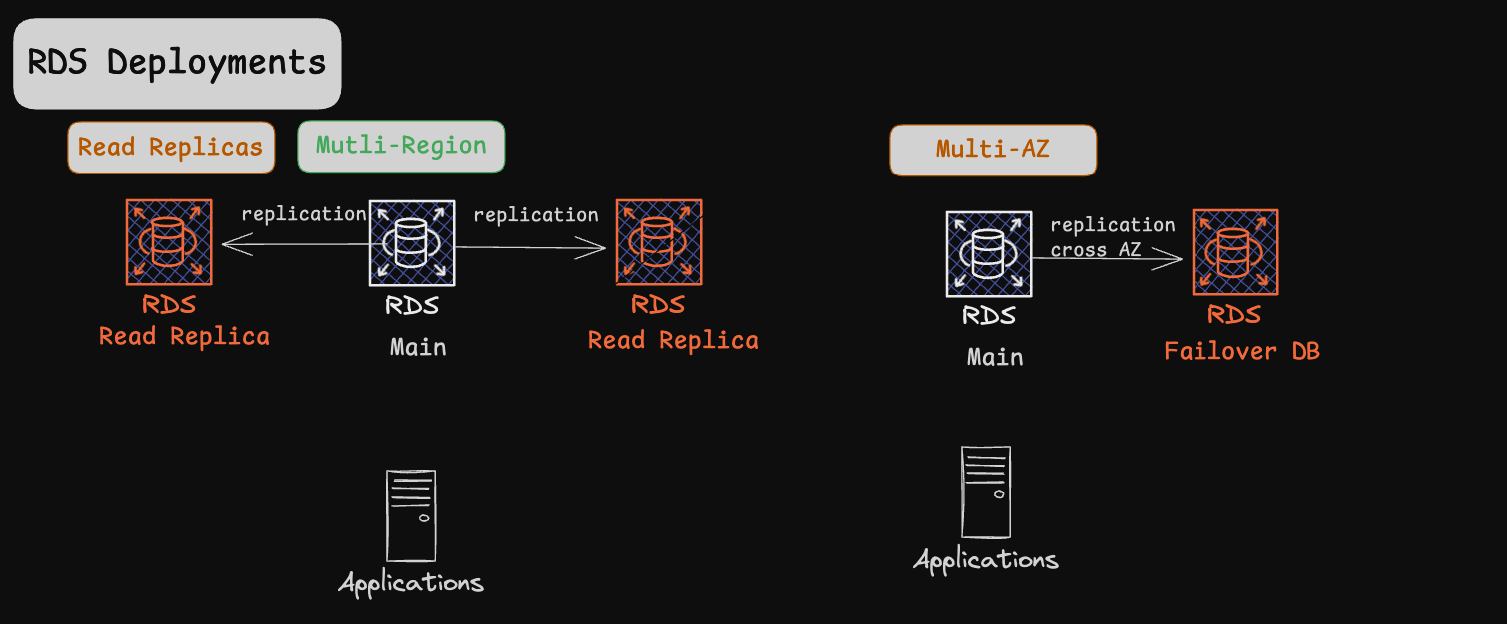 RDS Deployments
Read Replicas
Mutli-Region
replication
replication
RDS
Read Replica
RDS
Main
RDS
Read Replica
Applications
Multi-AZ
replication
cross AZ
RDS
Main
RDS
Failover DB
Applications